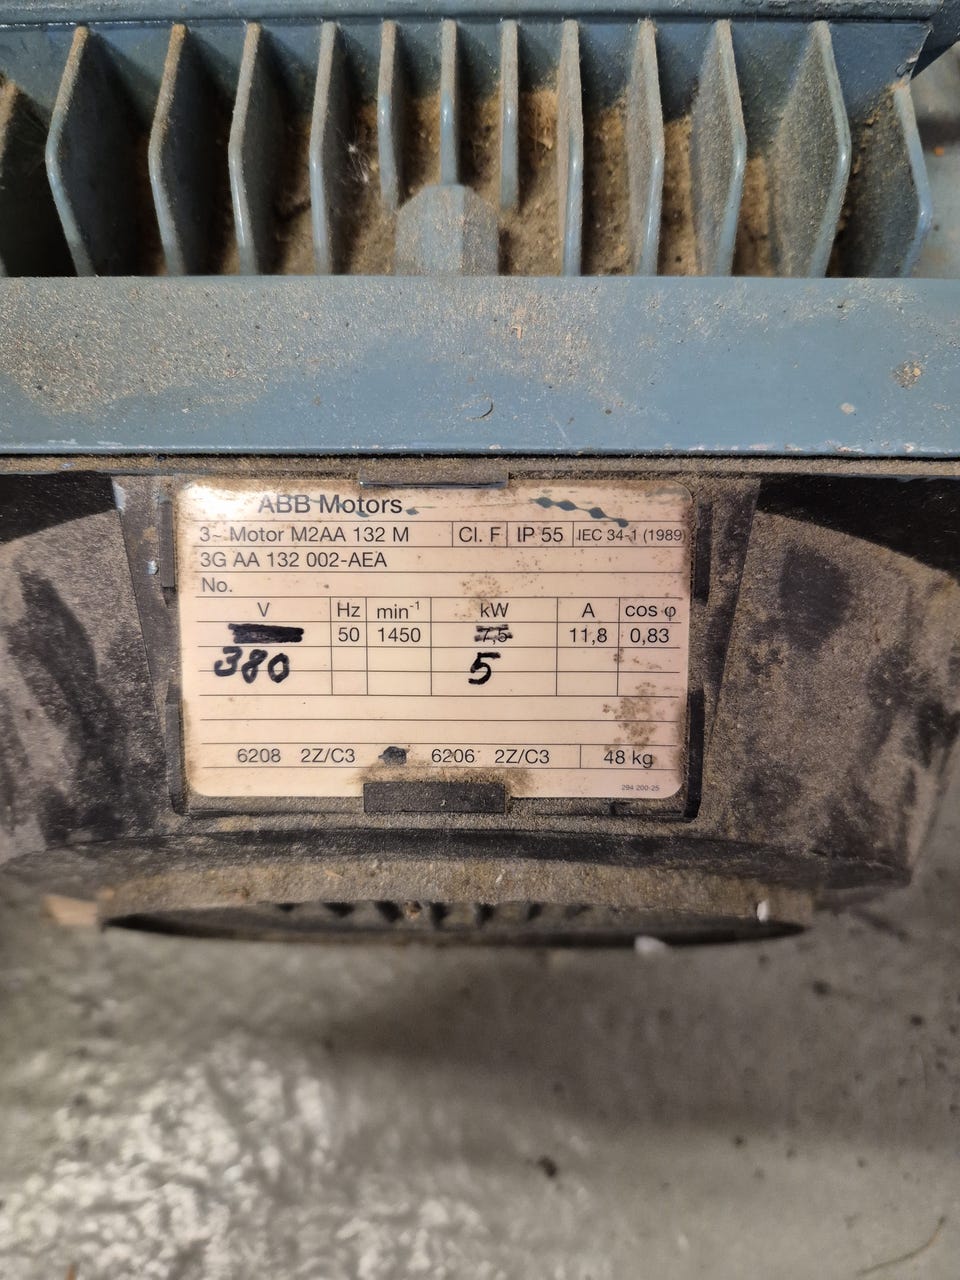 ABB Motors
3~ Motor M2AA 132 M Cl. F IP 55 IEC 34-1 (1989)
3G AA 132 002-AEA
No.
V Hz min-1 kW A cos φ
50 1450 7,5 11,8 0,83
380 5
6208 2Z/C3 6206 2Z/C3 48 kg
294 200-25